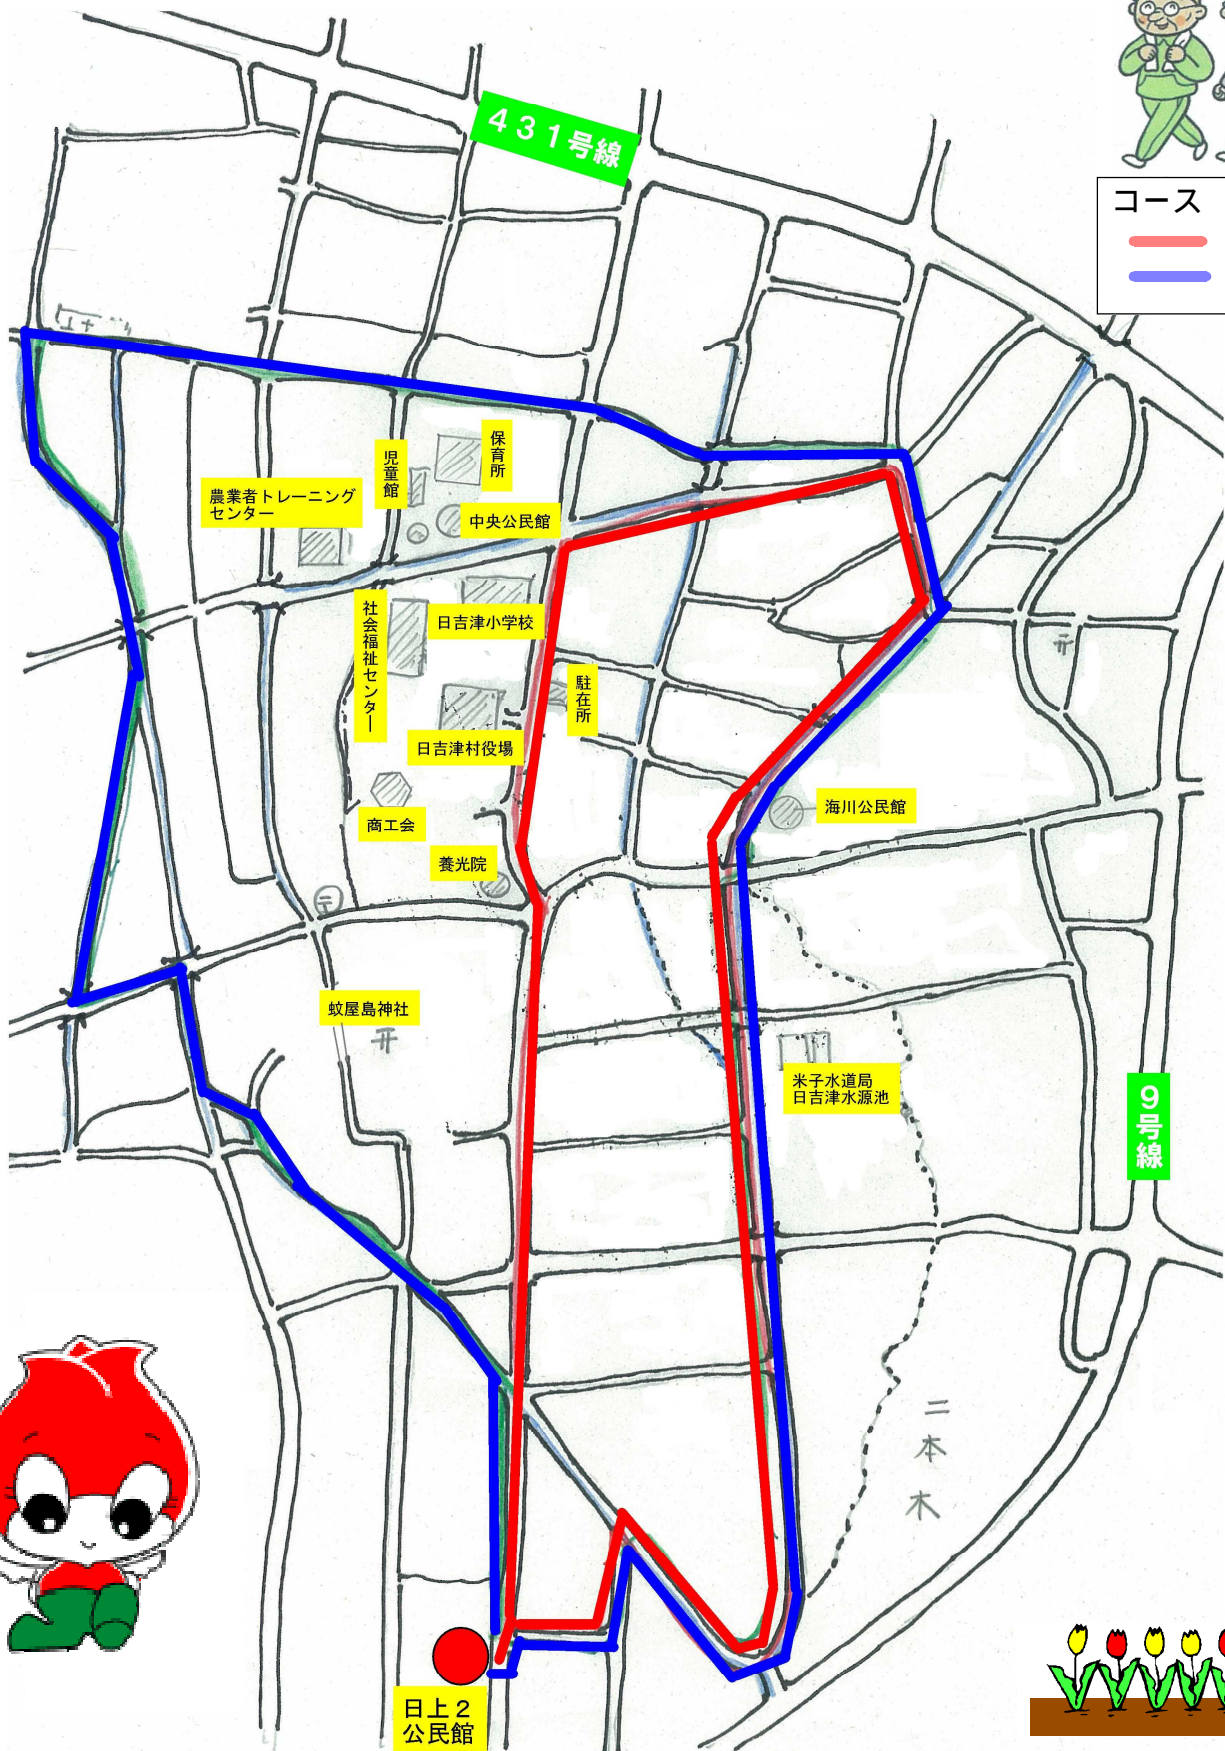 431号線
コース
保育所
児童館
農業者トレーニング
センター
中央公民館
社会福祉センター
日吉津小学校
駐在所
日吉津村役場
海川公民館
商工会
養光院
〒
蚊屋島神社
米子水道局
日吉津水源池
9号線
二本木
日上2
公民館